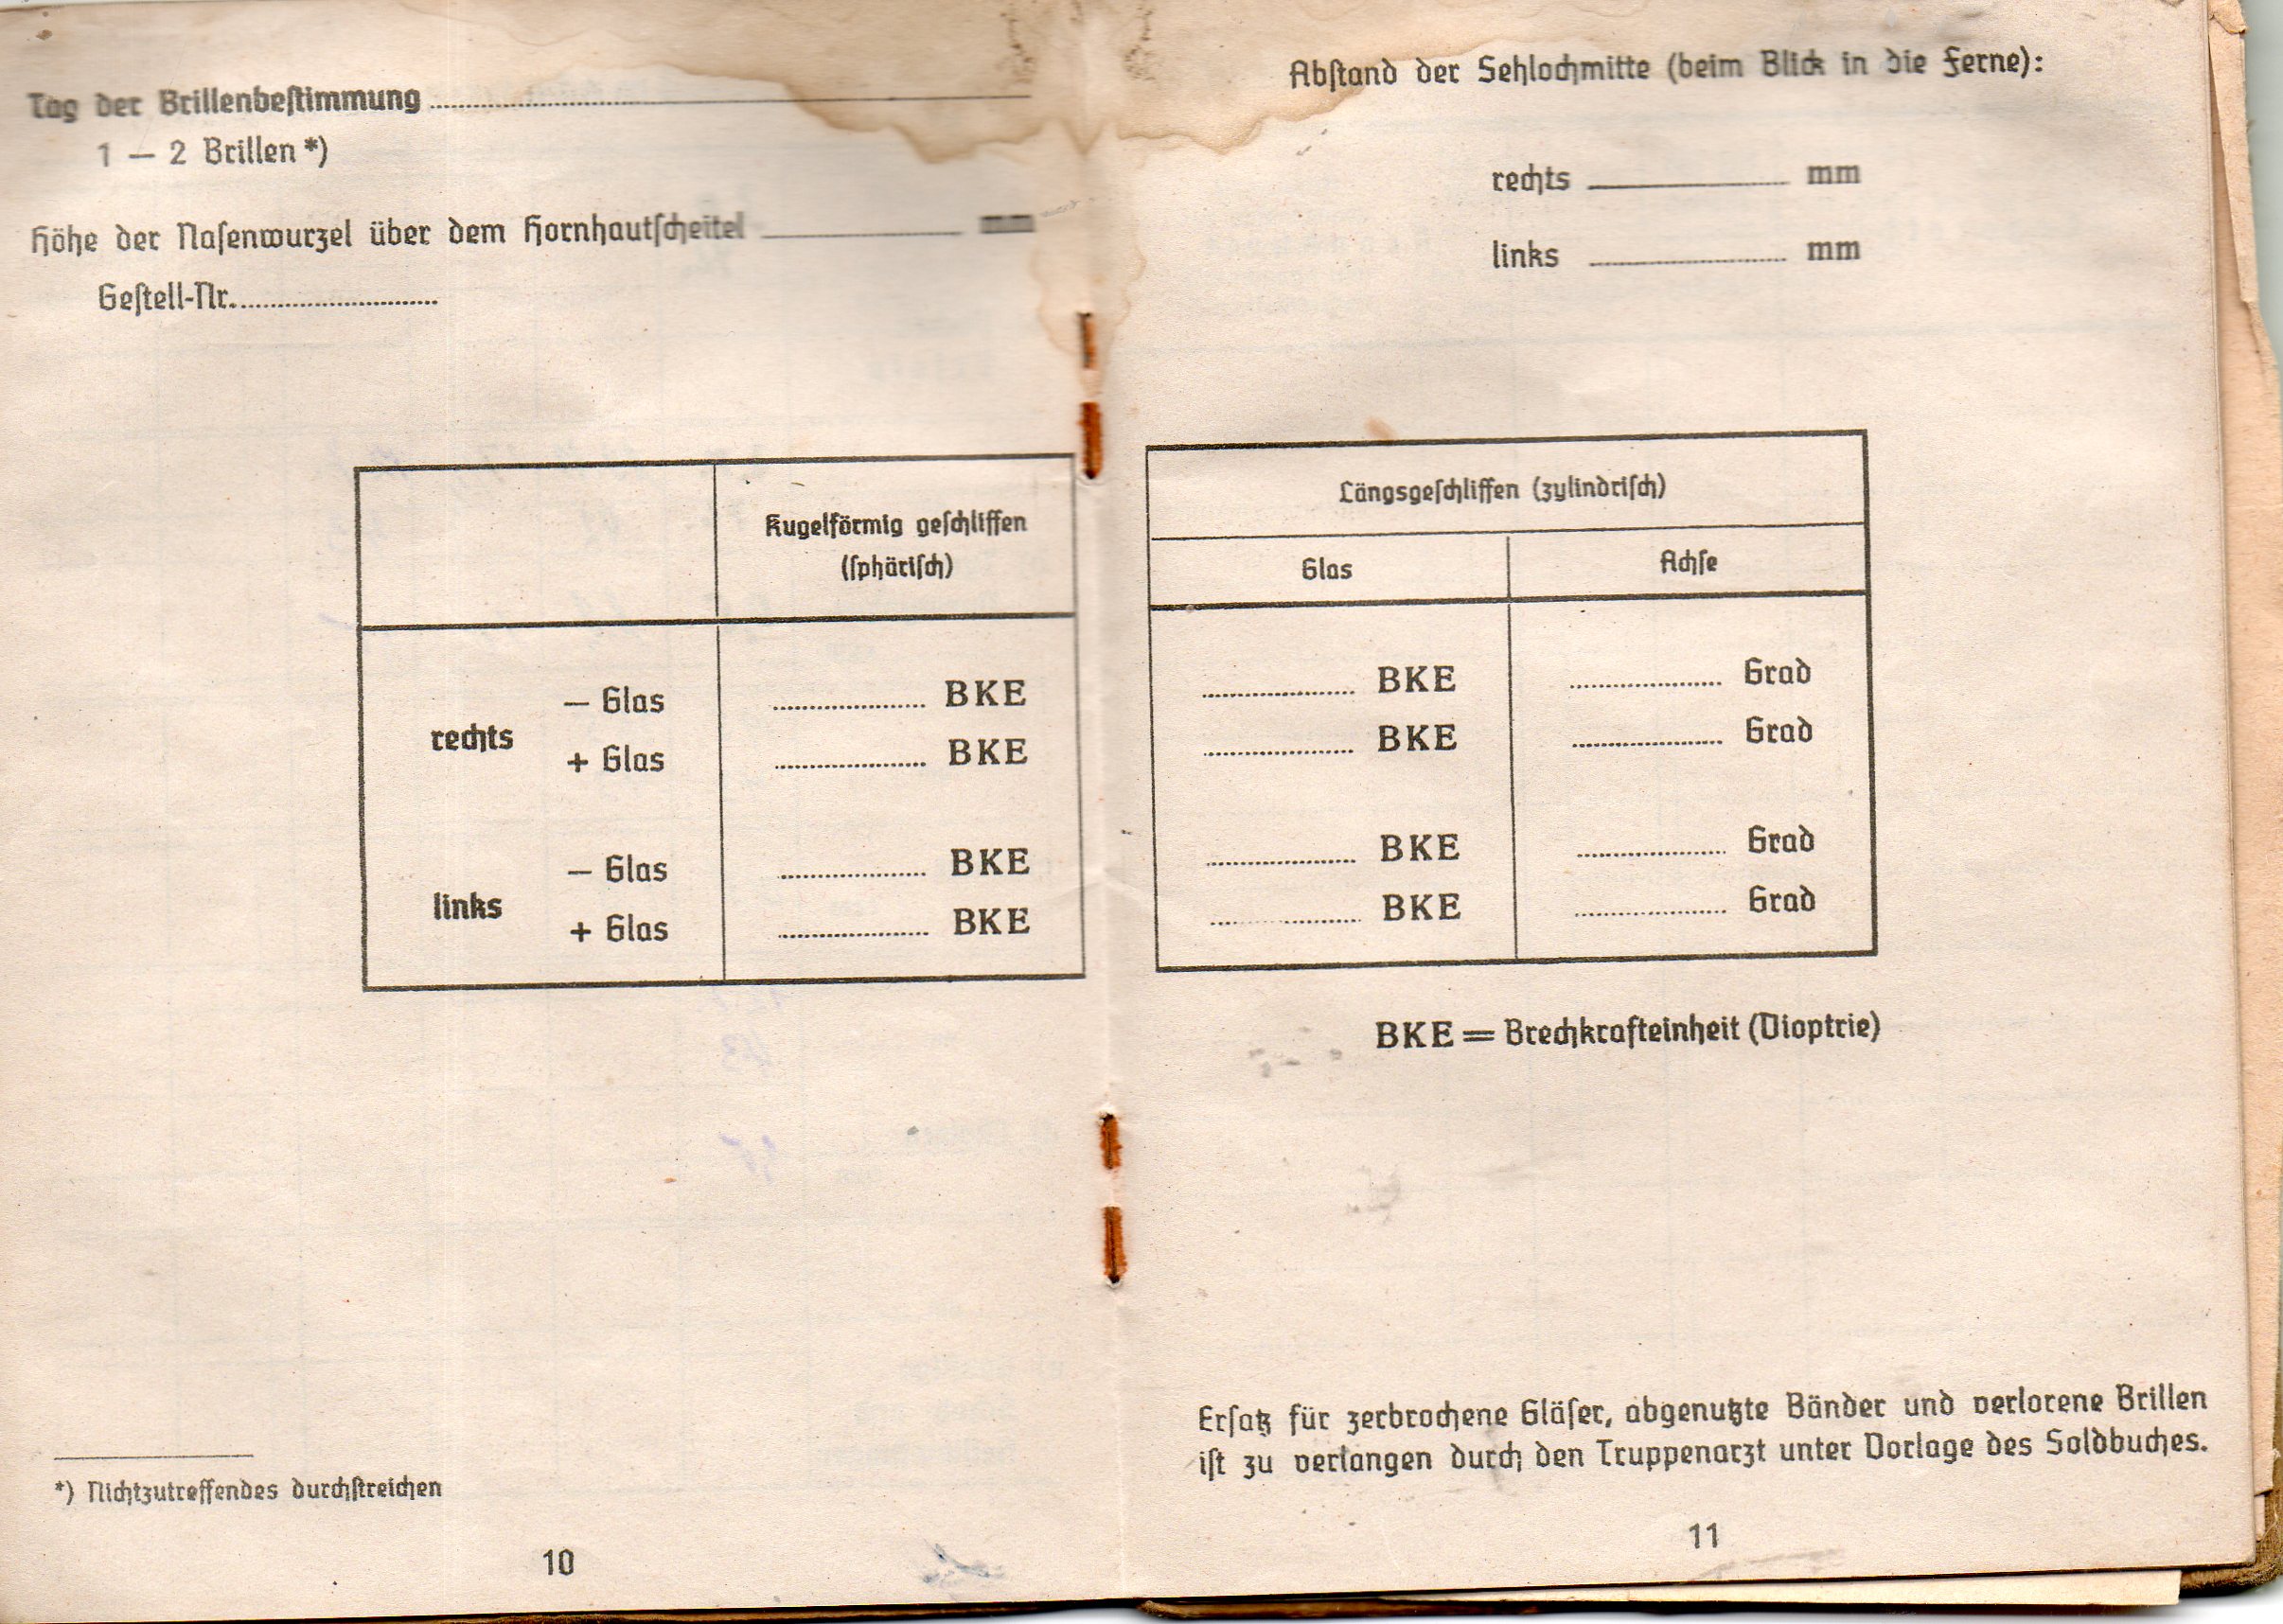 Tag der Brillenbeſtimmung
1 — 2 Brillen *)
Höhe der Naſenwurzel über dem Hornhautſcheitel mm
Geſtell-Nr.
Kugelförmig geſchliffen
(ſphäriſch)
rechts
— Glas BKE
+ Glas BKE
links
— Glas BKE
+ Glas BKE
*) Nichtzutreffendes durchſtreichen
10
Abſtand der Sehlochmitte (beim Blick in die Ferne):
rechts mm
links mm
Längsgeſchliffen (zylindriſch)
Glas Achſe
BKE Grad
BKE Grad
BKE Grad
BKE Grad
BKE = Brechkrafteinheit (Dioptrie)
Erſatz für zerbrochene Gläſer, abgenutzte Bänder und verlorene Brillen
iſt zu verlangen durch den Truppenarzt unter Vorlage des Soldbuches.
11